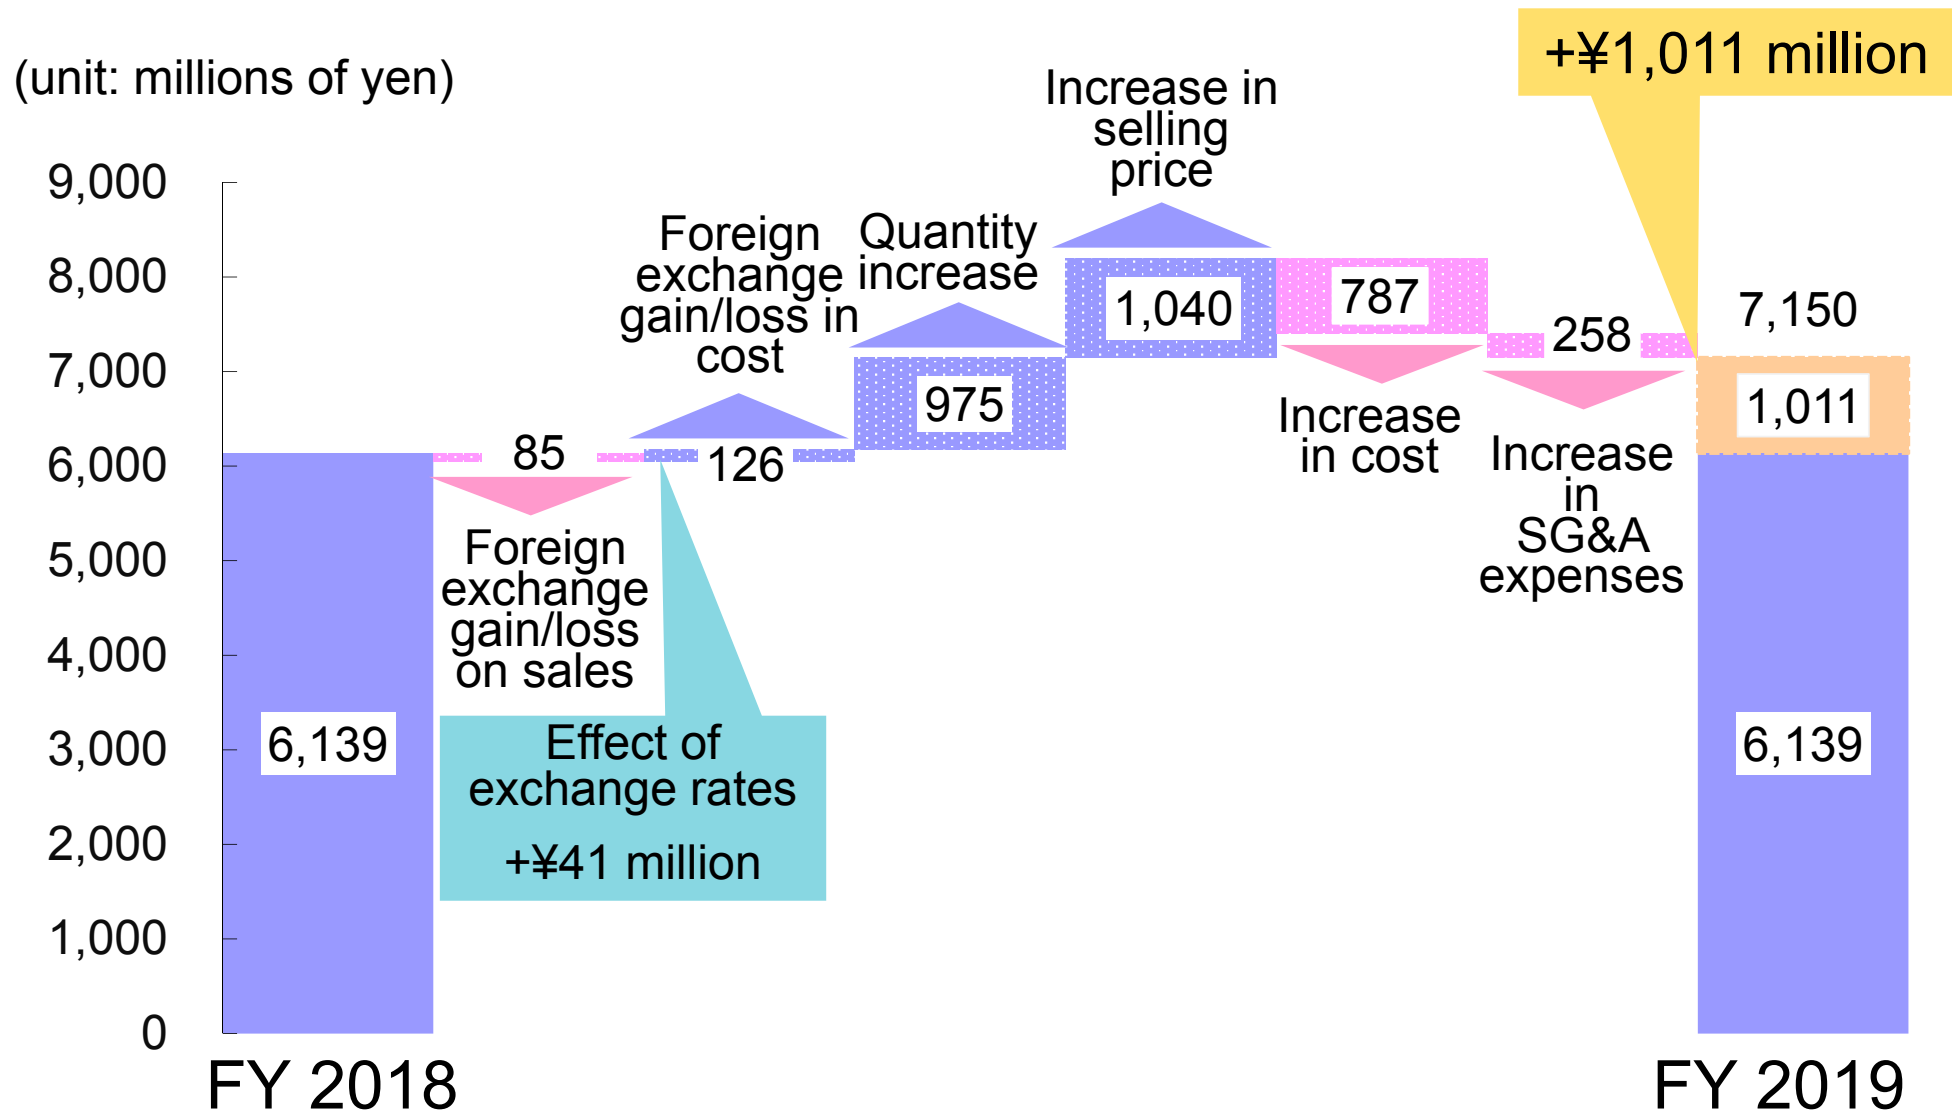 (unit: millions of yen)
+¥1,011 million
9,000
8,000
7,000
6,000
5,000
4,000
3,000
2,000
1,000
0
6,139
FY 2018
85
Foreign
exchange
gain/loss
on sales
Effect of
exchange rates
+¥41 million
Foreign
exchange
gain/loss in
cost
126
Quantity
increase
975
Increase in
selling
price
1,040
787
Increase
in cost
258
Increase
in
SG&A
expenses
7,150
1,011
6,139
FY 2019